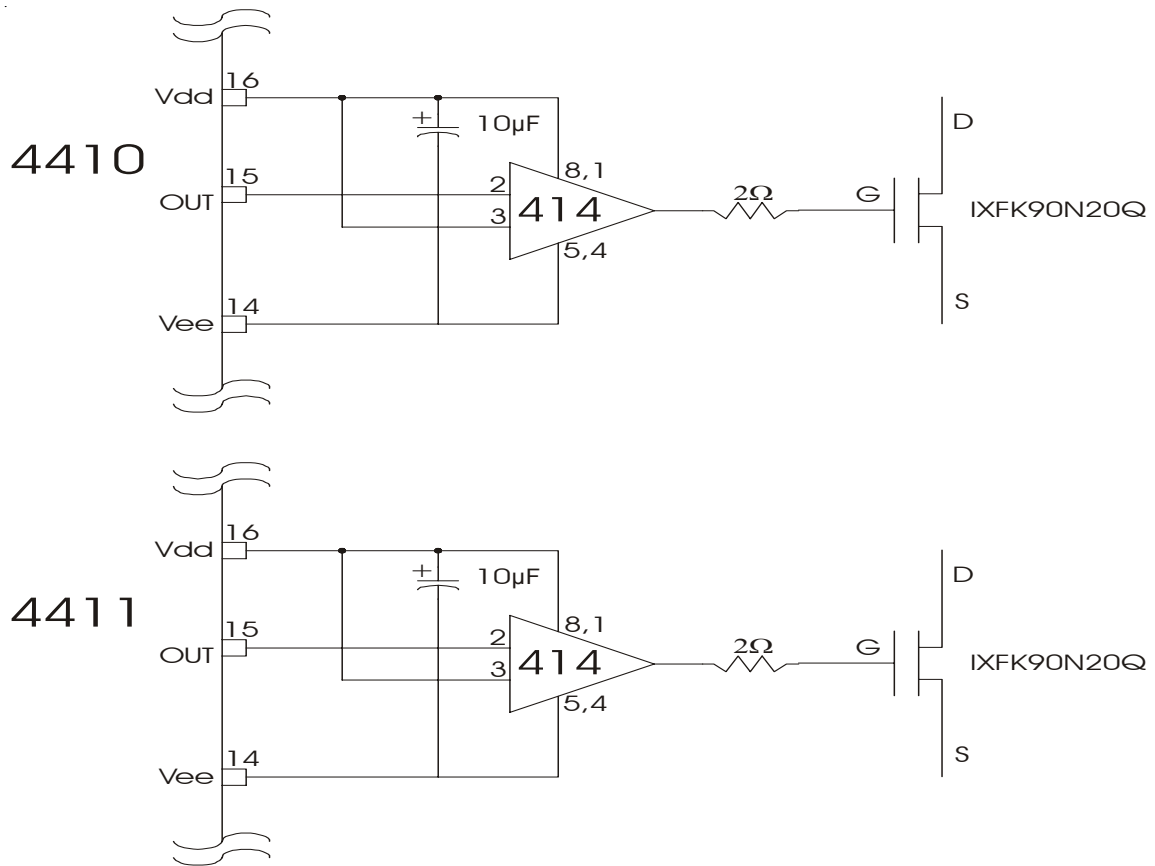 16
Vdd
+
10µF
4410
15
2
8,1
OUT
414
3
5,4
2Ω
G
D
IXFK90N20Q
S
14
Vee
16
Vdd
+
10µF
4411
15
2
8,1
OUT
414
3
5,4
2Ω
G
D
IXFK90N20Q
S
14
Vee